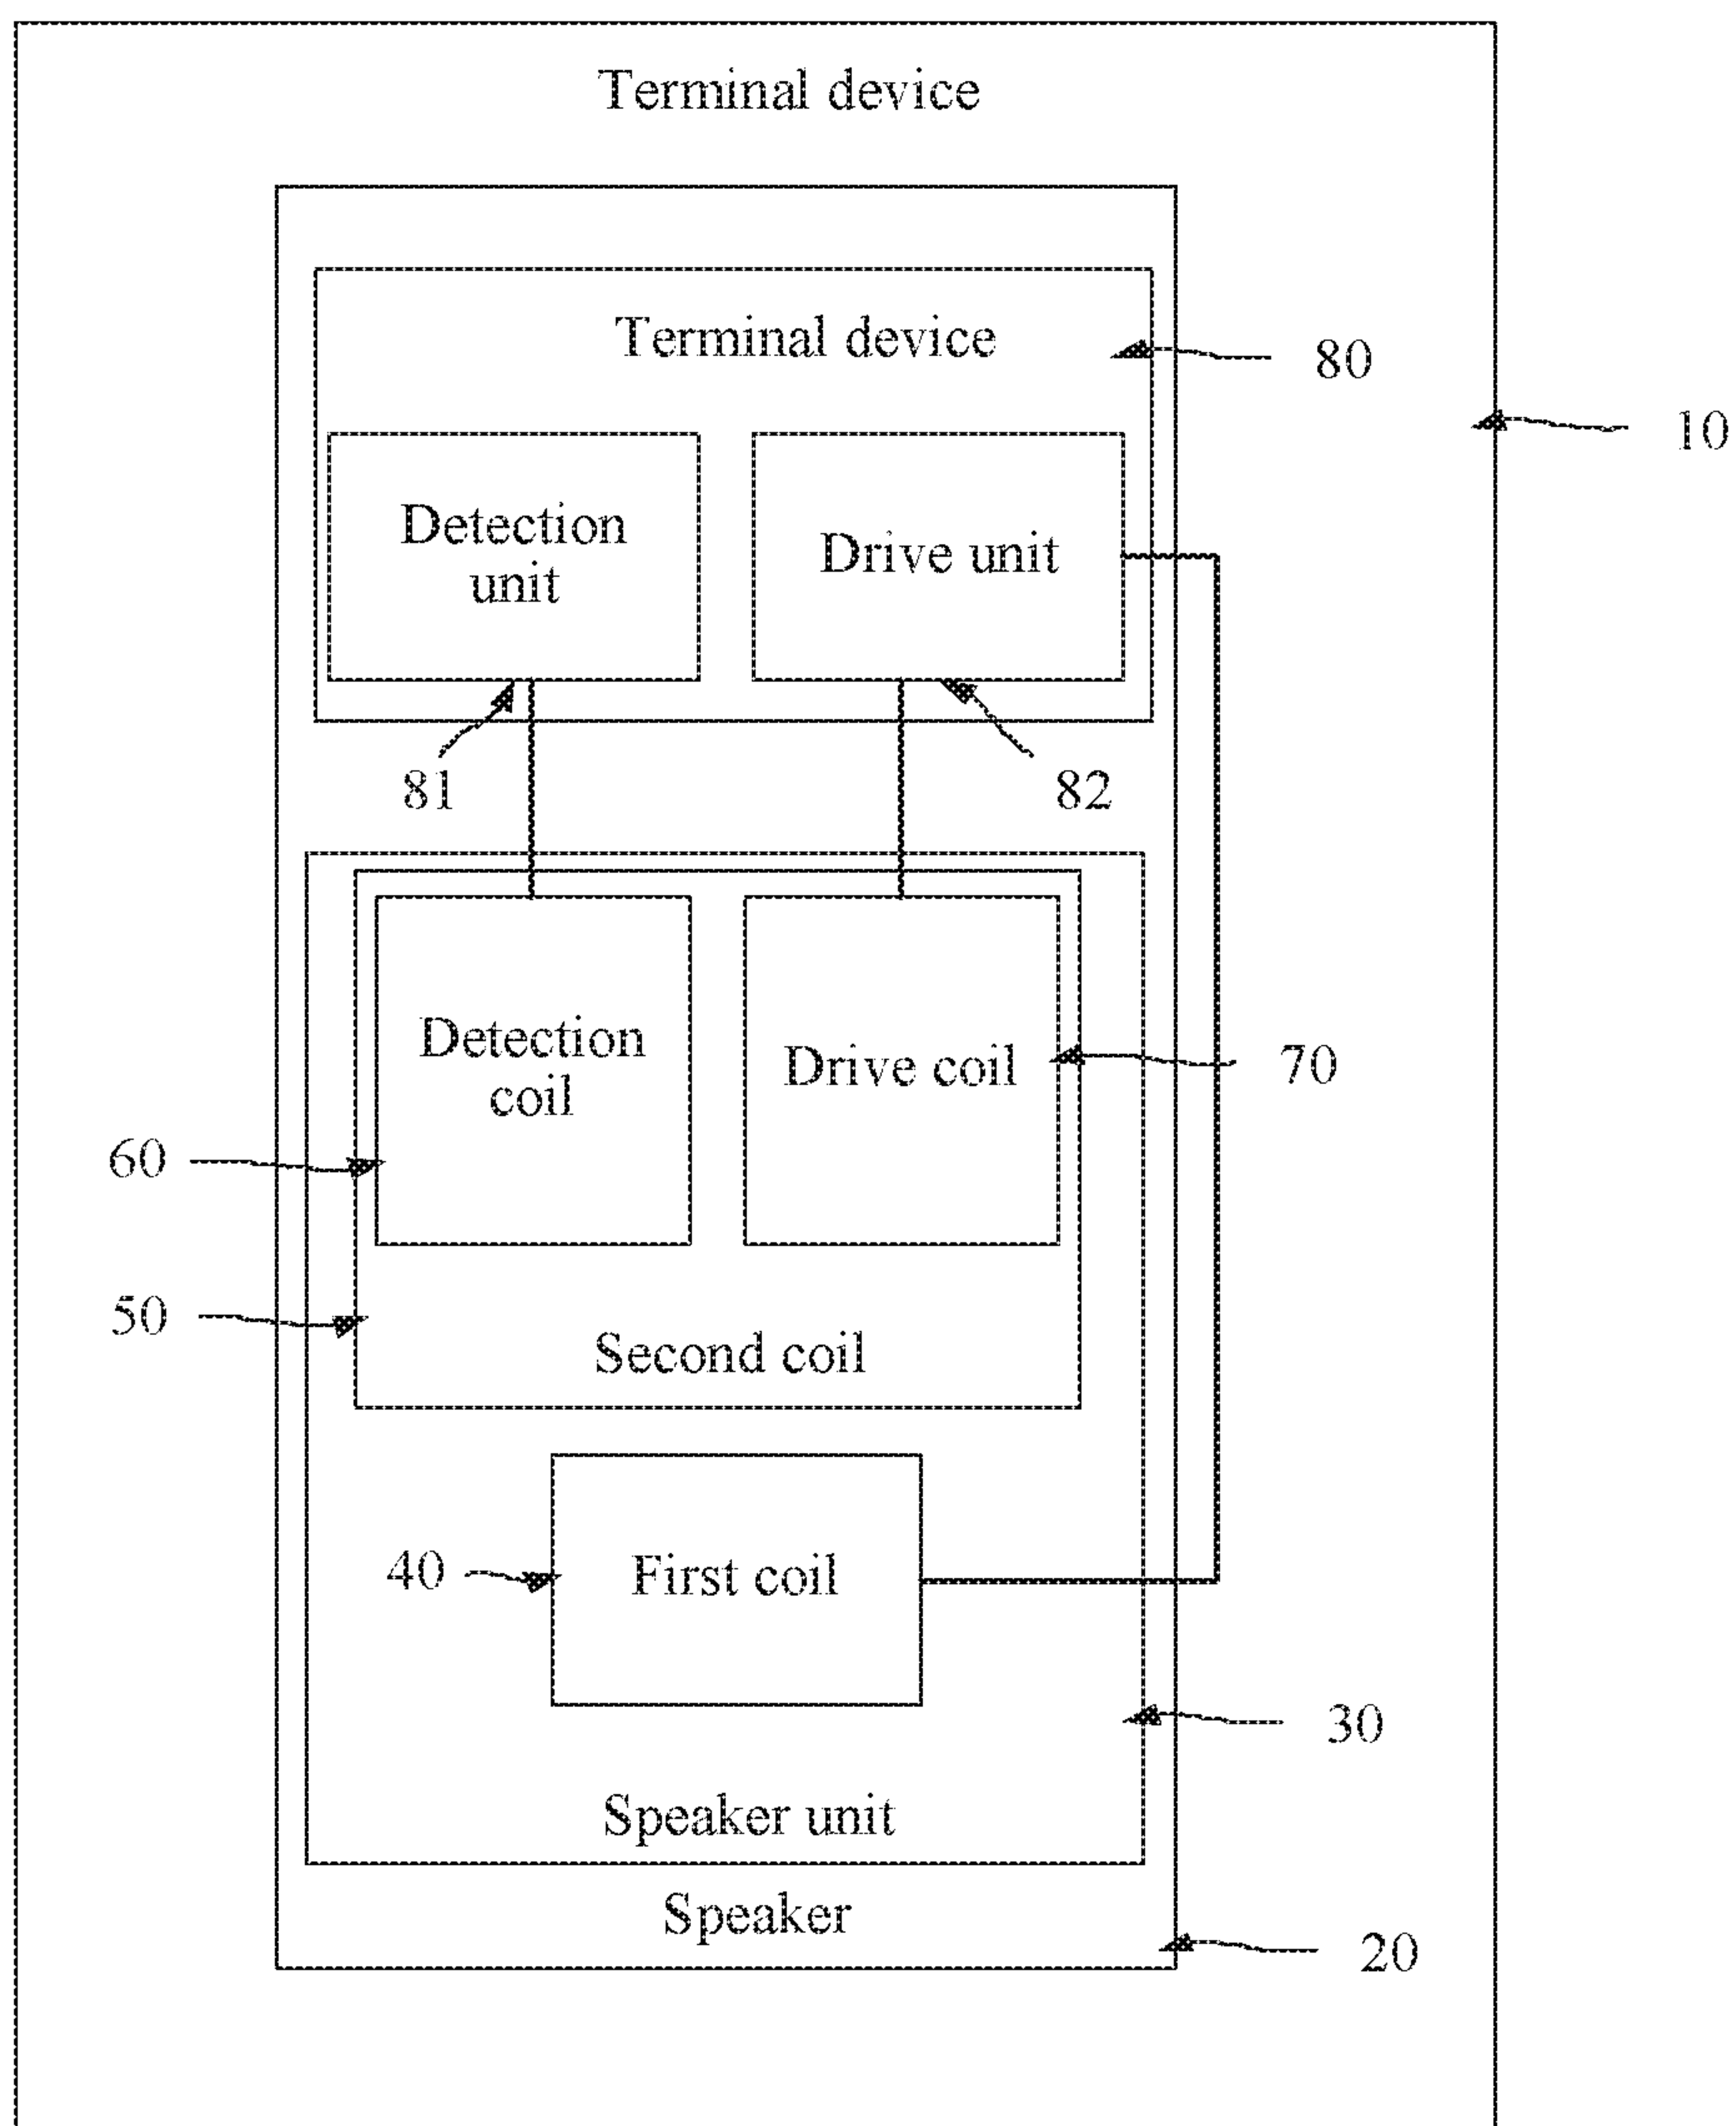 Terminal device
Terminal device
80
10
Detection
unit
Drive unit
81
82
Detection
coil
Drive coil
70
60
50
Second coil
40
First coil
30
Speaker unit
Speaker
20